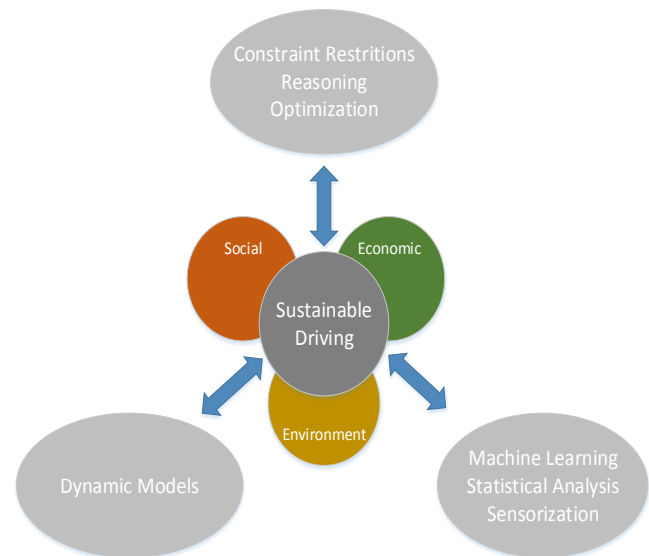 Constraint Restritions
Reasoning
Optimization
Social
Economic
Sustainable
Driving
Environment
Dynamic Models
Machine Learning
Statistical Analysis
Sensorization